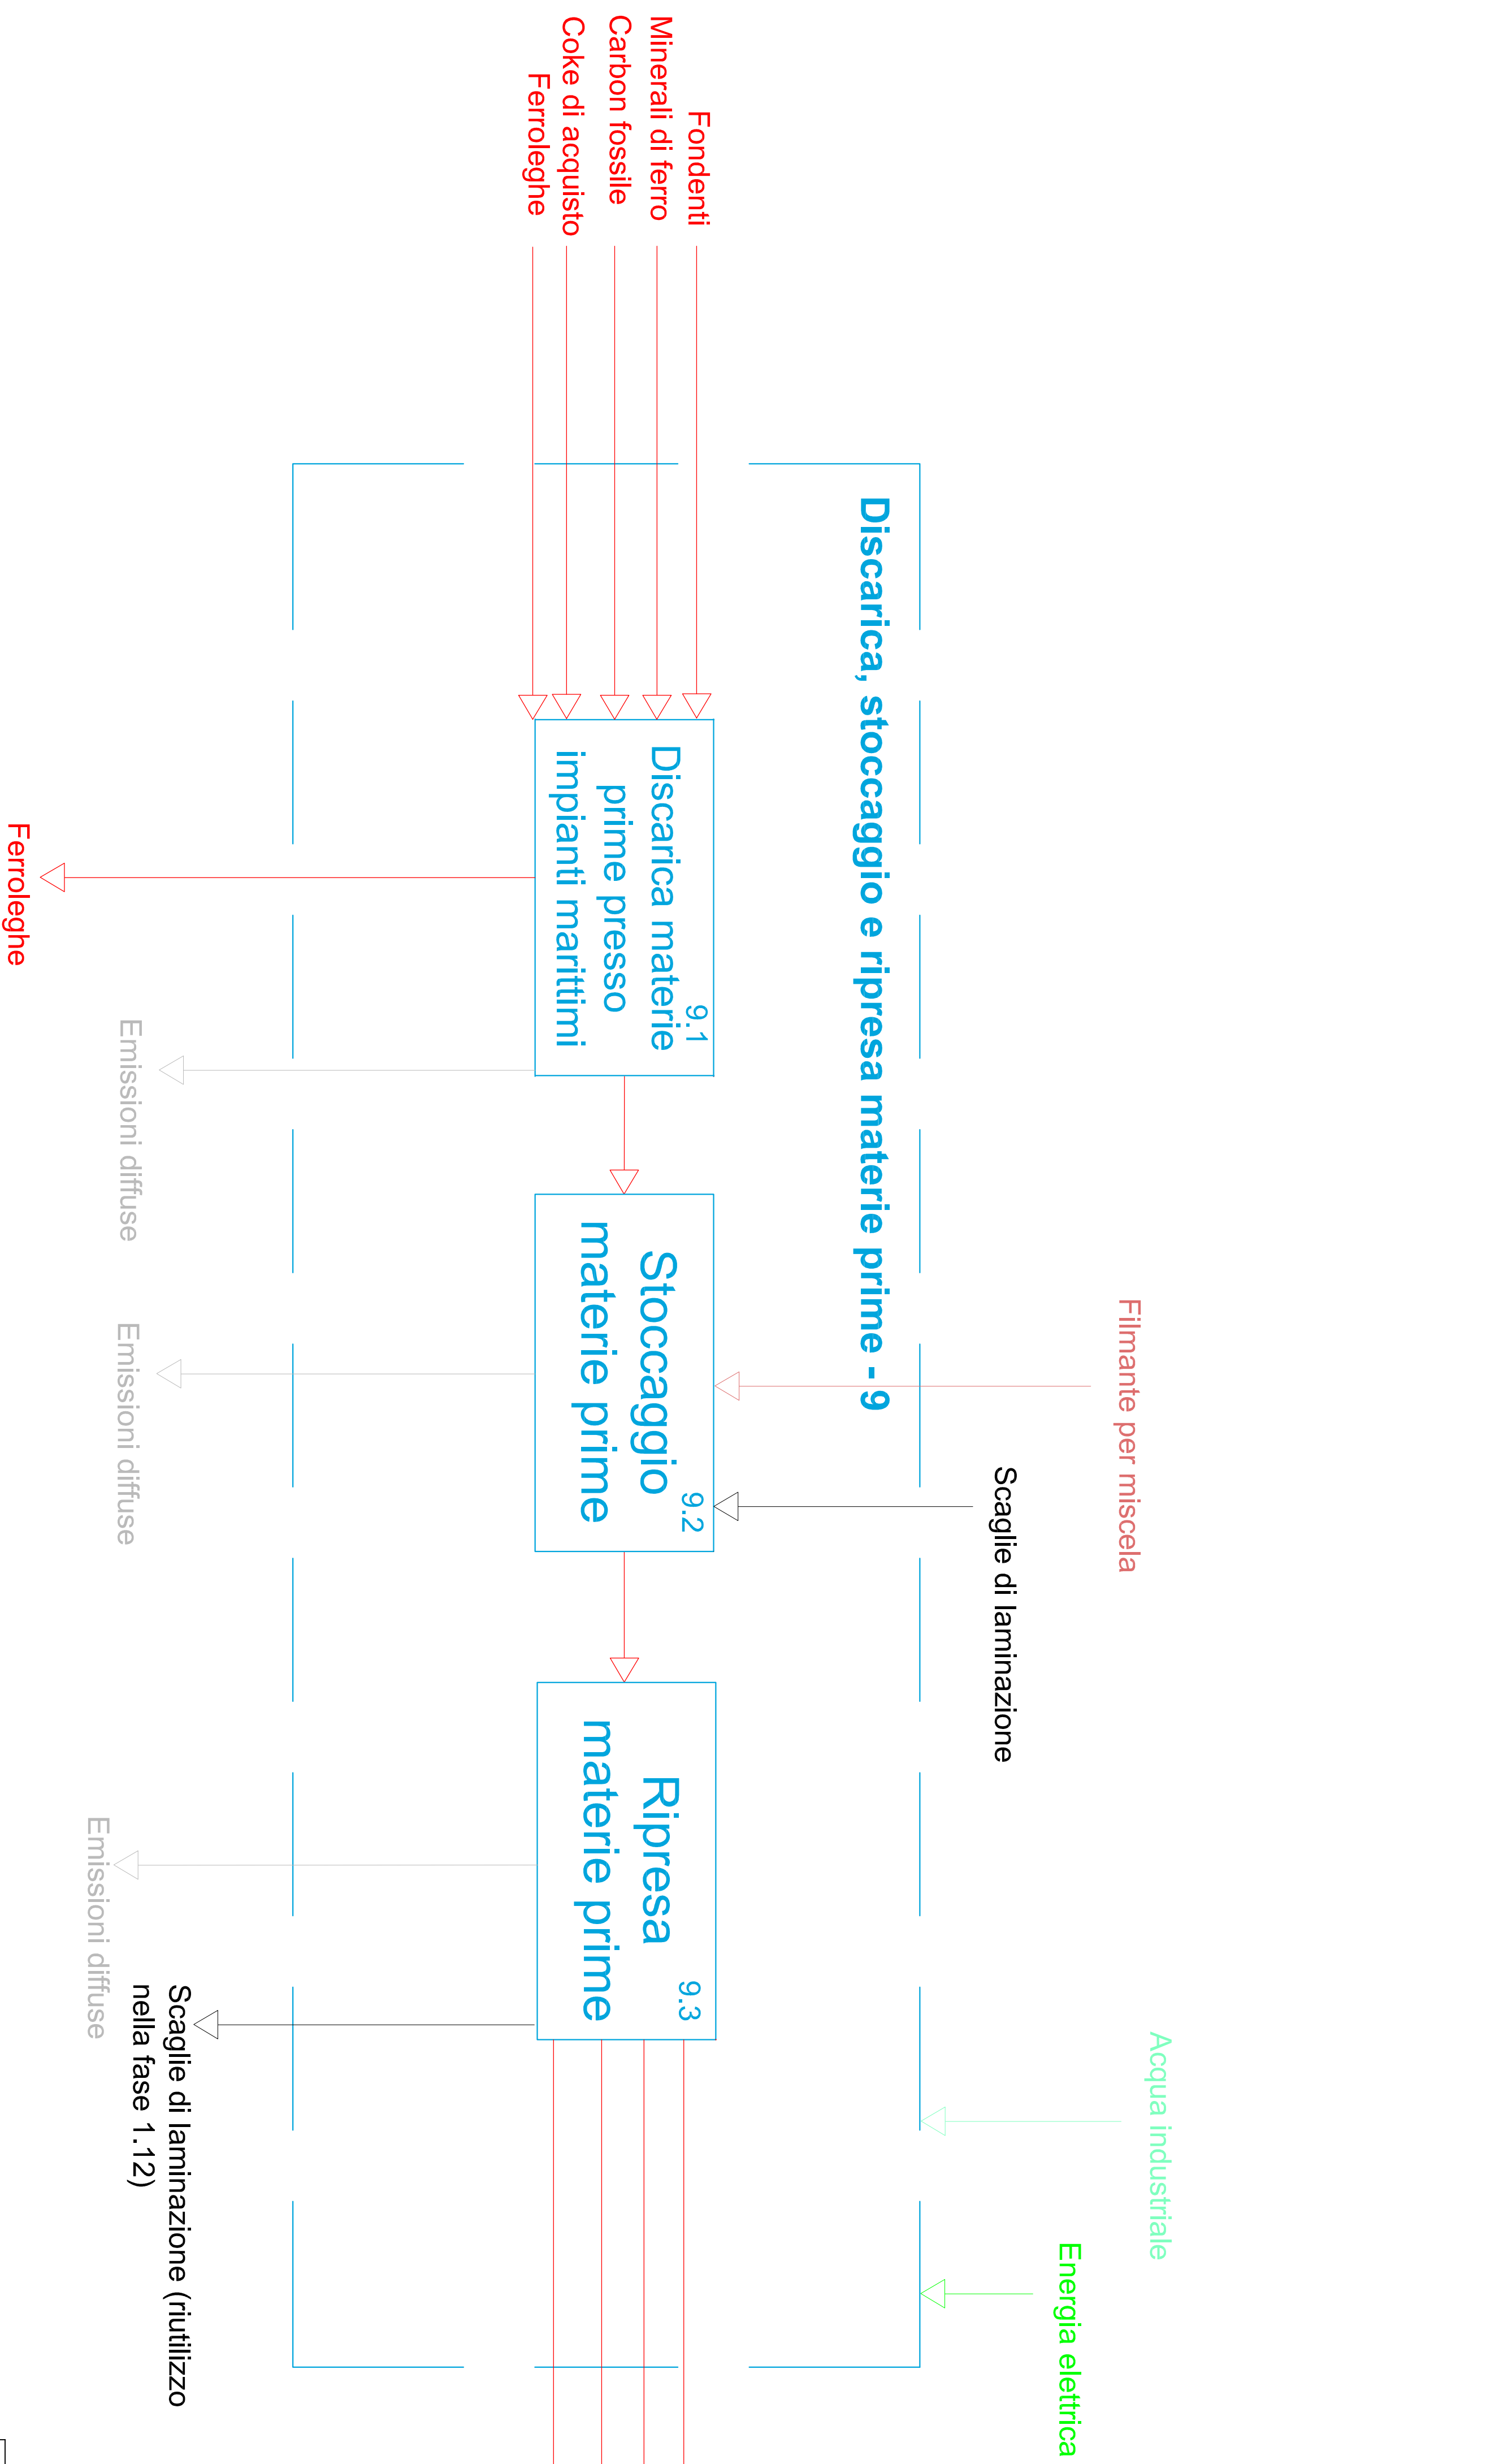 Filmante per miscela
Acqua industriale
Energia elettrica
Scaglie di laminazione
Discarica, stoccaggio e ripresa materie prime - 9
Fondenti
Minerali di ferro
Carbon fossile
Coke di acquisto
Ferroleghe
9.1
Discarica materie
prime presso
impianti marittimi
9.2
Stoccaggio
materie prime
9.3
Ripresa
materie prime
Ferroleghe
Emissioni diffuse
Emissioni diffuse
Emissioni diffuse
Scaglie di laminazione (riutilizzo
nella fase 1.12)